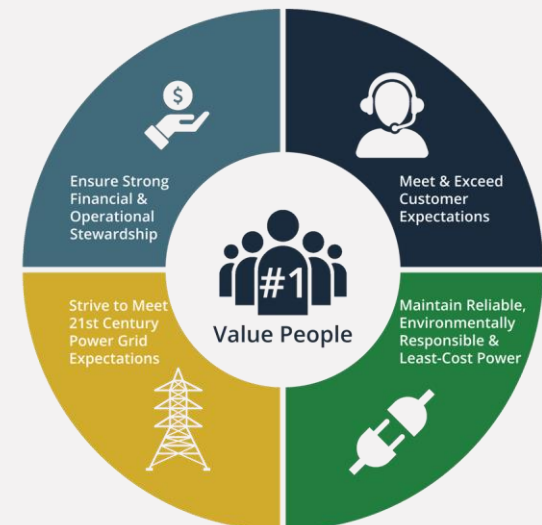 $
Ensure Strong
Financial &
Operational
Stewardship
Meet & Exceed
Customer
Expectations
#1
Value People
Strive to Meet
21st Century
Power Grid
Expectations
Maintain Reliable,
Environmentally
Responsible &
Least-Cost Power